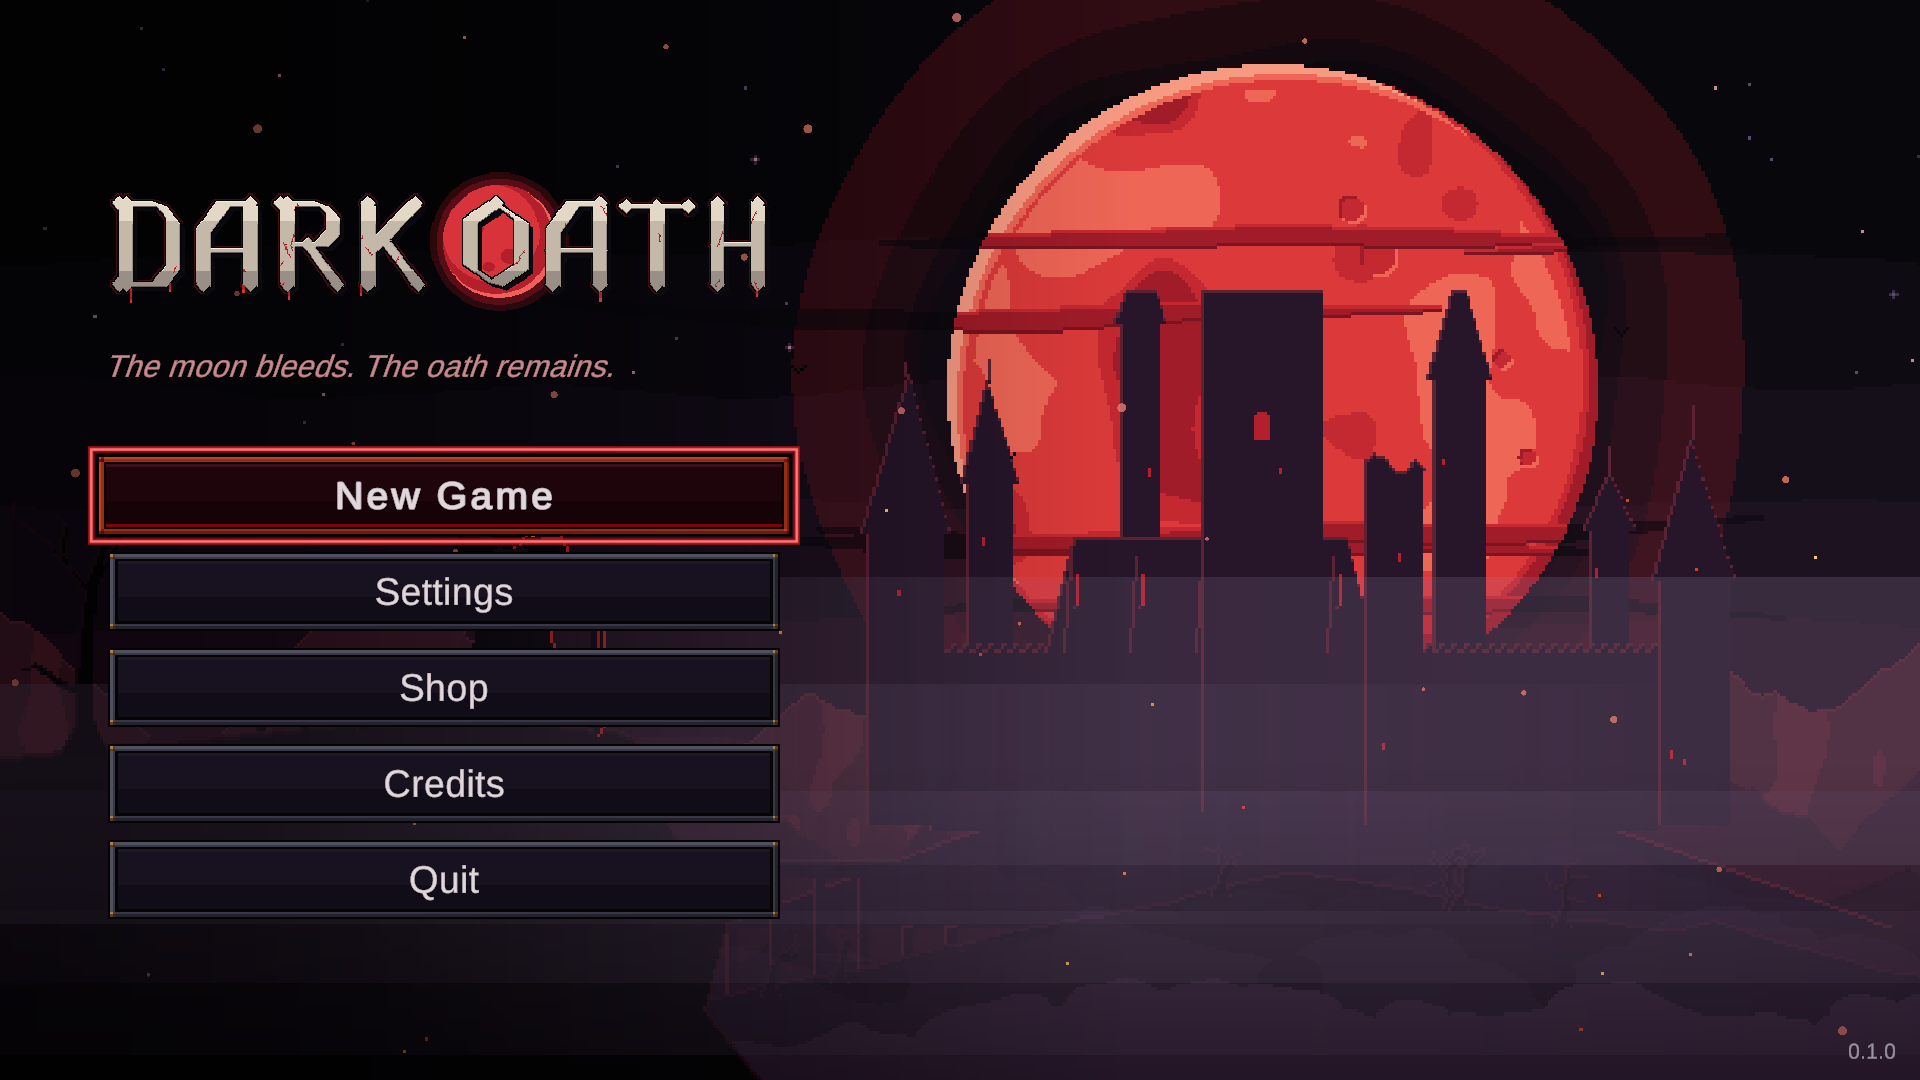 DARK OATH
The moon bleeds. The oath remains.
New Game
Settings
Shop
Credits
Quit
0.1.0